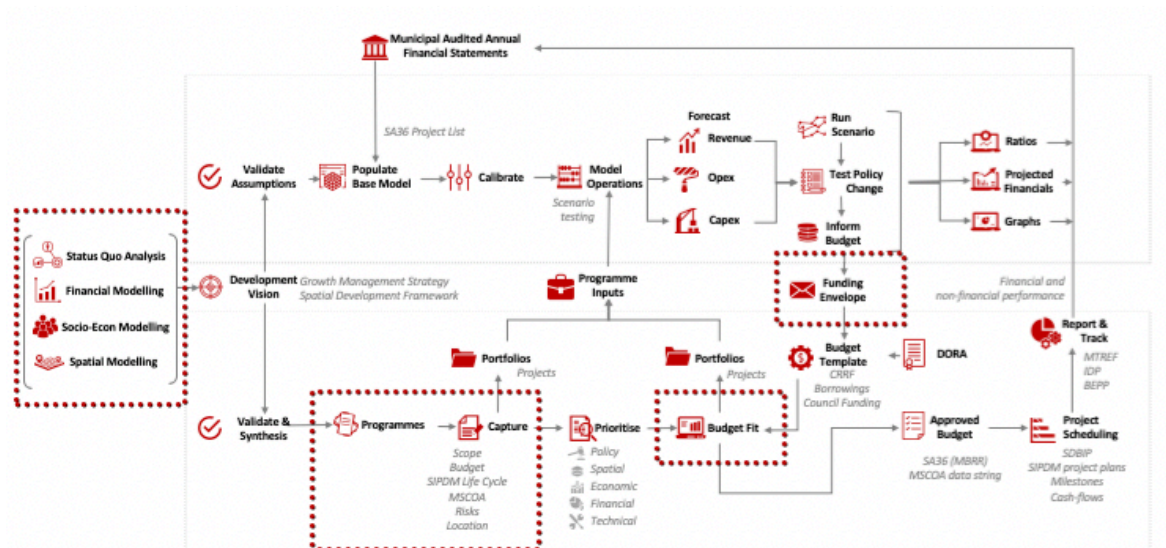 Municipal Audited Annual
Financial Statements
SA36 Project List
Validate
Assumptions
Populate
Base Model
Calibrate
Model
Operations
Scenario
testing
Forecast
Revenue
Opex
Capex
Run
Scenario
Test Policy
Change
Inform
Budget
Ratios
Projected
Financials
Graphs
Status Quo Analysis
Financial Modelling
Socio-Econ Modelling
Spatial Modelling
Development
Vision
Growth Management Strategy
Spatial Development Framework
Programme
Inputs
Funding
Envelope
Financial and
non-financial performance
Portfolios
Projects
Portfolios
Projects
Budget
Template
CRRF
Borrowings
Council Funding
DORA
Report &
Track
MTREF
IDP
BEPP
Validate &
Synthesis
Programmes
Capture
Scope
Budget
SIPDM Life Cycle
MSCOA
Risks
Location
Prioritise
Policy
Spatial
Economic
Financial
Technical
Budget Fit
Approved
Budget
SA36 (MBRR)
MSCOA data string
Project
Scheduling
SDBIP
SIPDM project plans
Milestones
Cash-flows